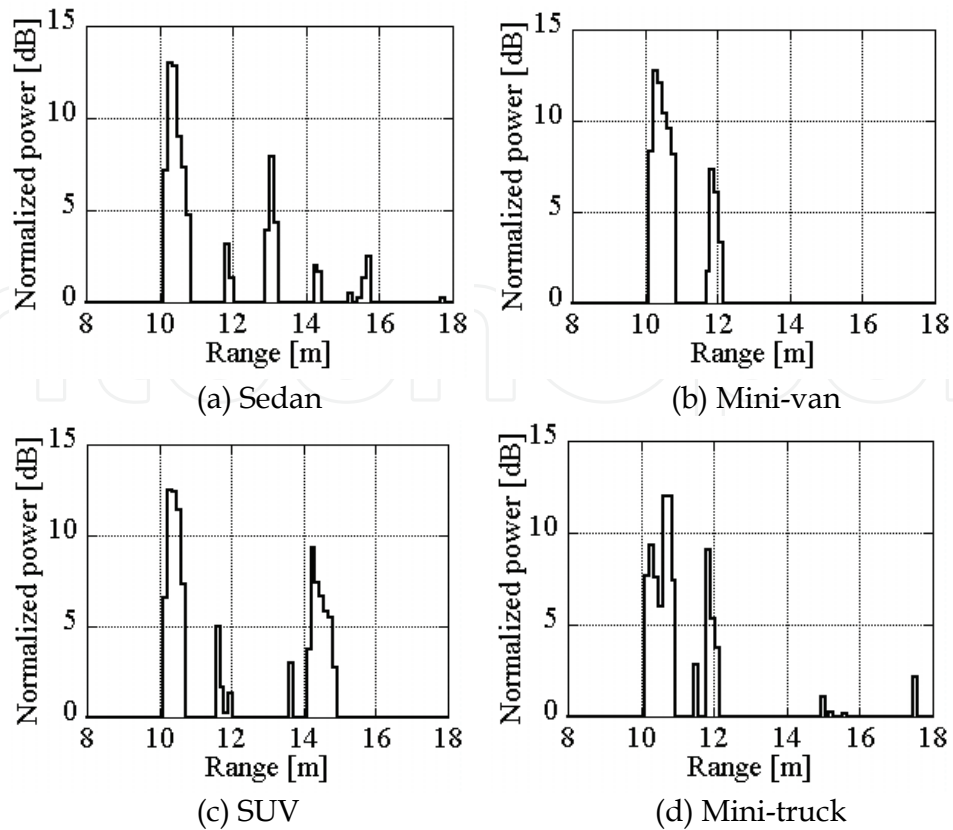 Normalized power [dB]
15
10
5
0
8 10 12 14 16 18
Range [m]
(a) Sedan
Normalized power [dB]
15
10
5
0
8 10 12 14 16 18
Range [m]
(b) Mini-van
Normalized power [dB]
15
10
5
0
8 10 12 14 16 18
Range [m]
(c) SUV
Normalized power [dB]
15
10
5
0
8 10 12 14 16 18
Range [m]
(d) Mini-truck